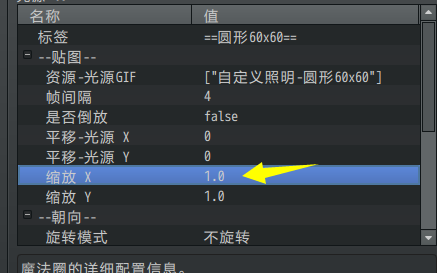 名称 值
标签 ==圆形60x60==
--贴图--
资源-光源GIF ["自定义照明-圆形60x60"]
帧间隔 4
是否倒放 false
平移-光源 X 0
平移-光源 Y 0
缩放 X 1.0
缩放 Y 1.0
--朝向--
旋转模式 不旋转
魔法圈的详细配置信息。